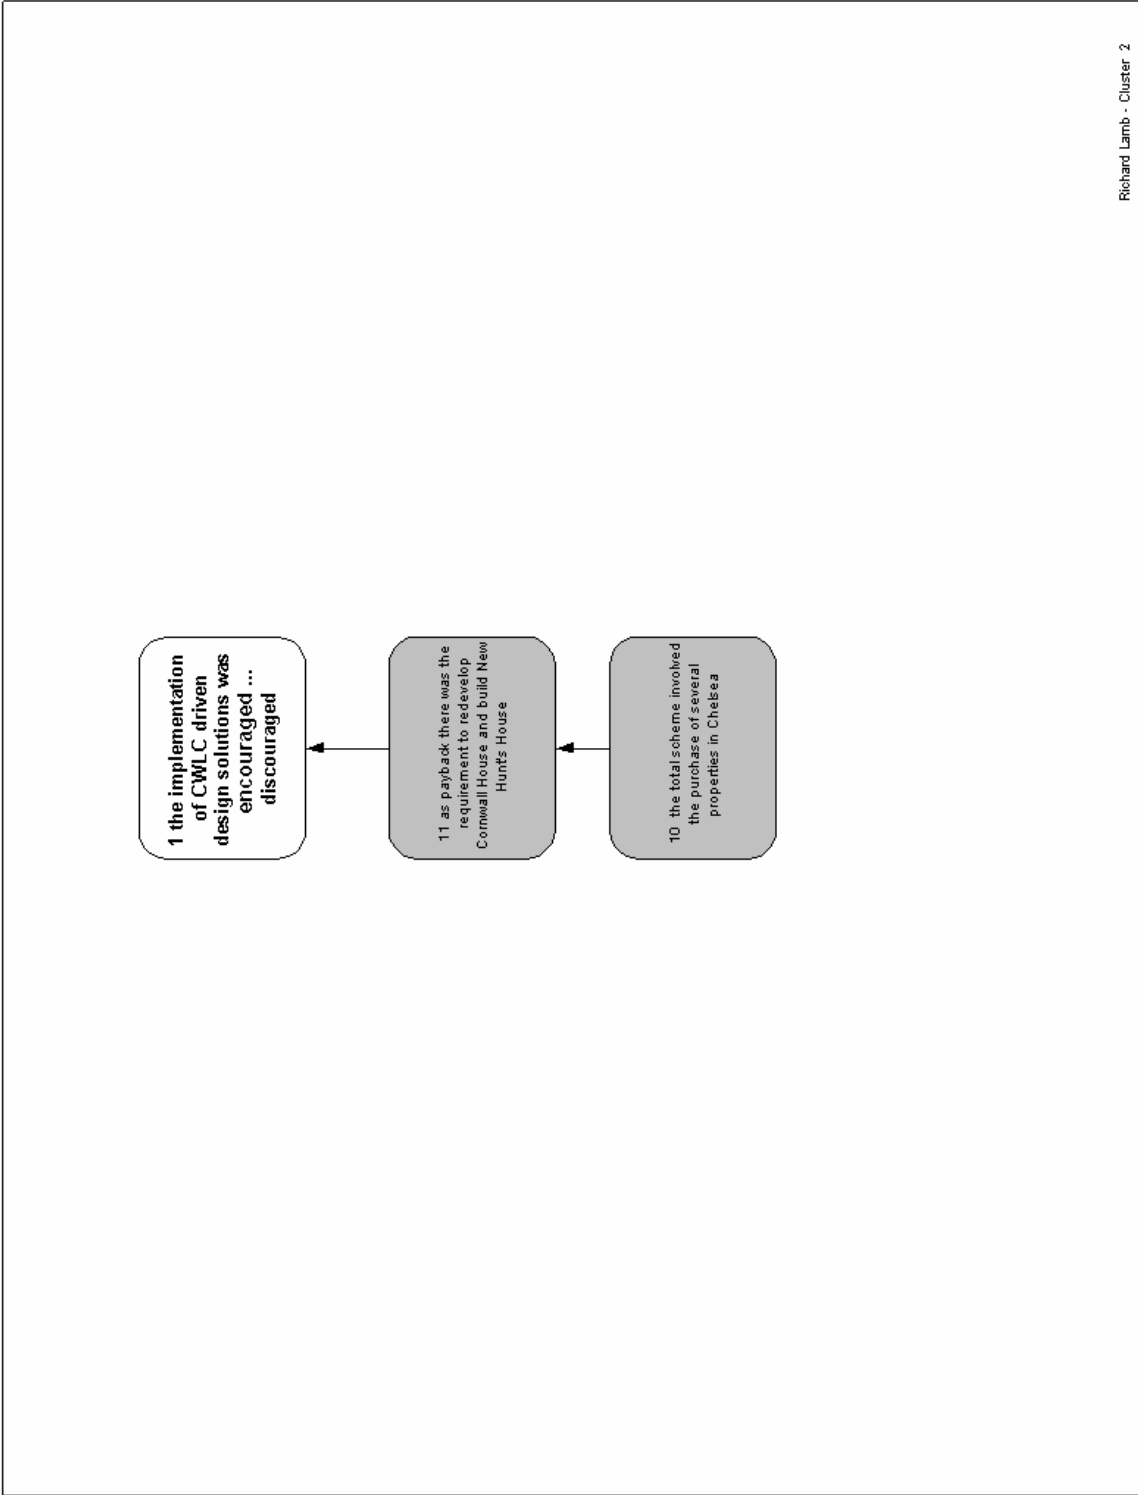 1 the implementation
of CWLC driven
design solutions was
encouraged ...
discouraged
11 as payback there was the
requirement to redevelop
Cornwall House and build New
Hunt's House
10 the total scheme involved
the purchase of several
properties in Chelsea
Richard Lamb - Cluster 2